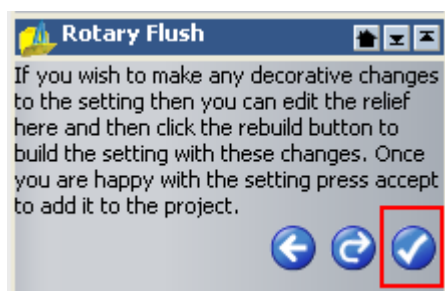 Rotary Flush
If you wish to make any decorative changes
to the setting then you can edit the relief
here and then click the rebuild button to
build the setting with these changes. Once
you are happy with the setting press accept
to add it to the project.